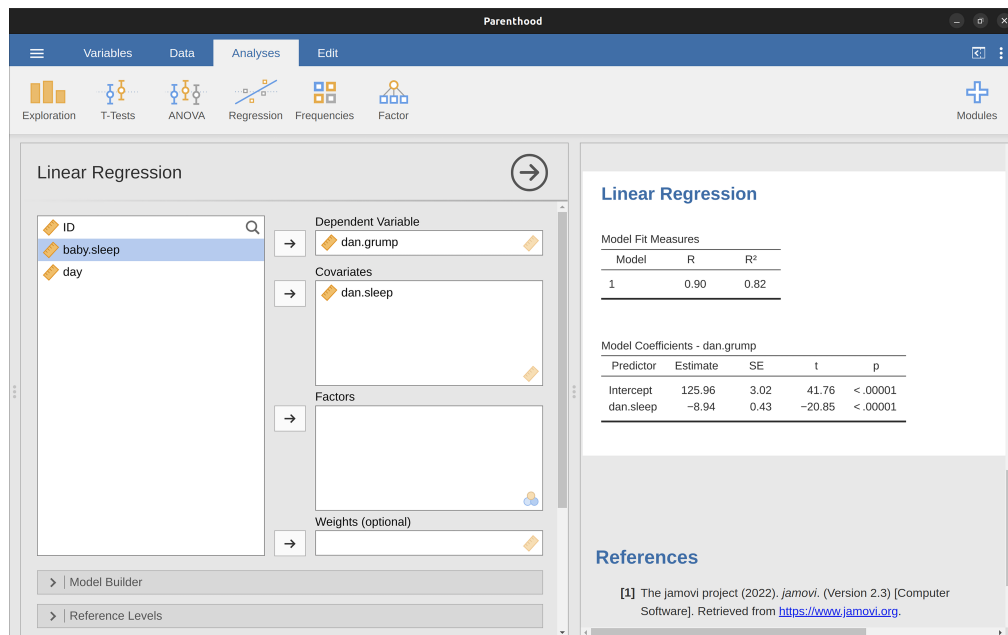 Parenthood
Variables Data Analyses Edit
Exploration T-Tests ANOVA Regression Frequencies Factor Modules
Linear Regression
ID
baby.sleep
day
Dependent Variable
dan.grump
Covariates
dan.sleep
Factors
Weights (optional)
Model Builder
Reference Levels
Linear Regression
Model Fit Measures
Model R R²
1 0.90 0.82
Model Coefficients - dan.grump
Predictor Estimate SE t p
Intercept 125.96 3.02 41.76 < .00001
dan.sleep −8.94 0.43 −20.85 < .00001
References
[1] The jamovi project (2022). jamovi. (Version 2.3) [Computer
Software]. Retrieved from https://www.jamovi.org.